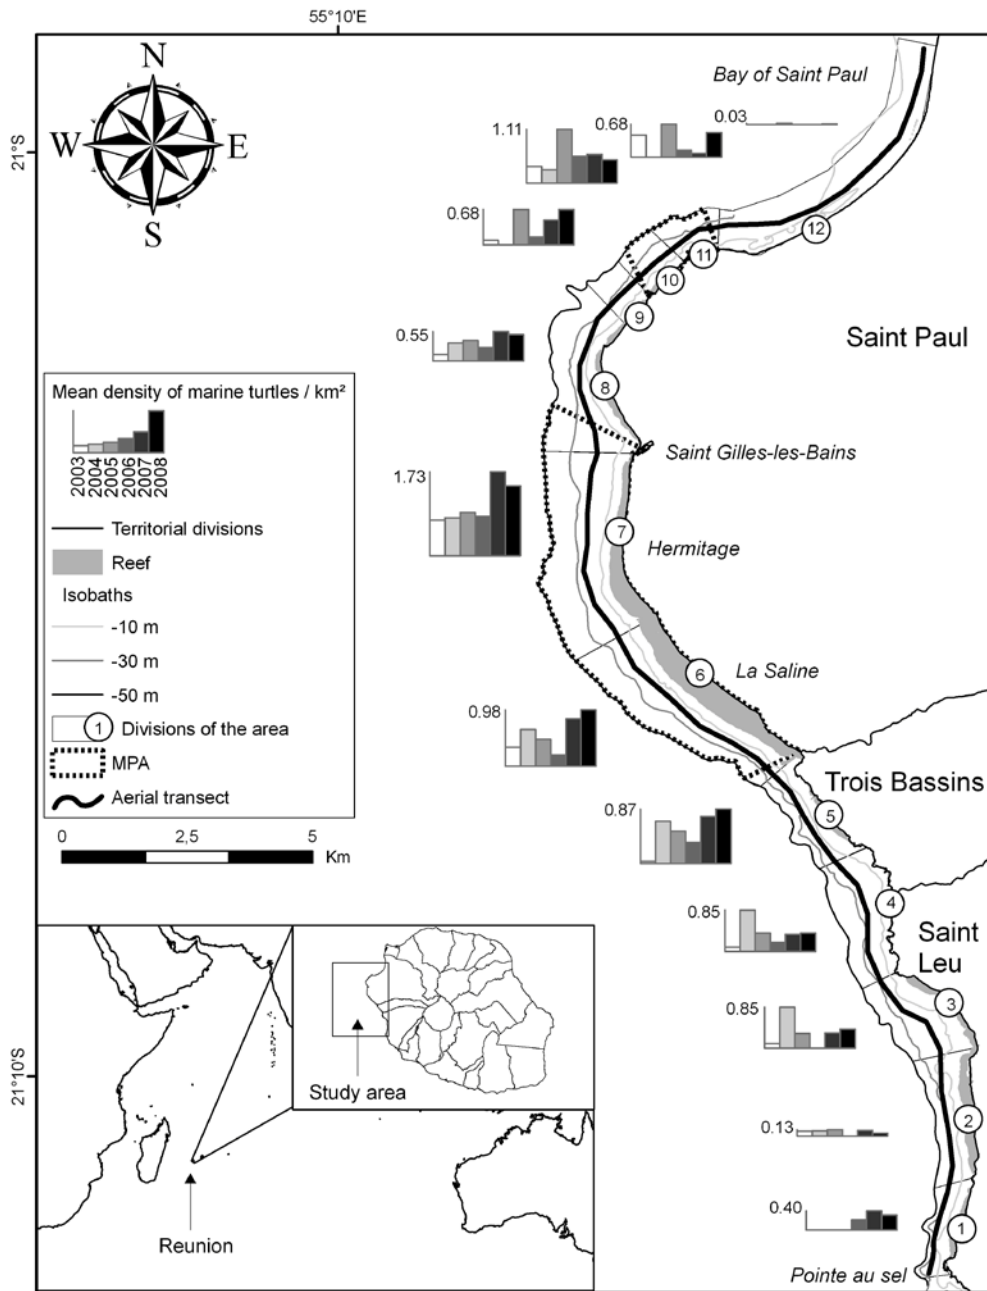 55°10'E
21°S
21°10'S
N
W E
S
Bay of Saint Paul
0.03
0.68
1.11
0.68
0.55
1.73
0.98
0.87
0.85
0.85
0.13
0.40
12
11
10
9
8
7
6
5
4
3
2
1
Saint Paul
Saint Gilles-les-Bains
Hermitage
La Saline
Trois Bassins
Saint
Leu
Pointe au sel
Mean density of marine turtles / km²
2003
2004
2005
2006
2007
2008
Territorial divisions
Reef
Isobaths
-10 m
-30 m
-50 m
1 Divisions of the area
MPA
Aerial transect
0 2,5 5
Km
Study area
Reunion